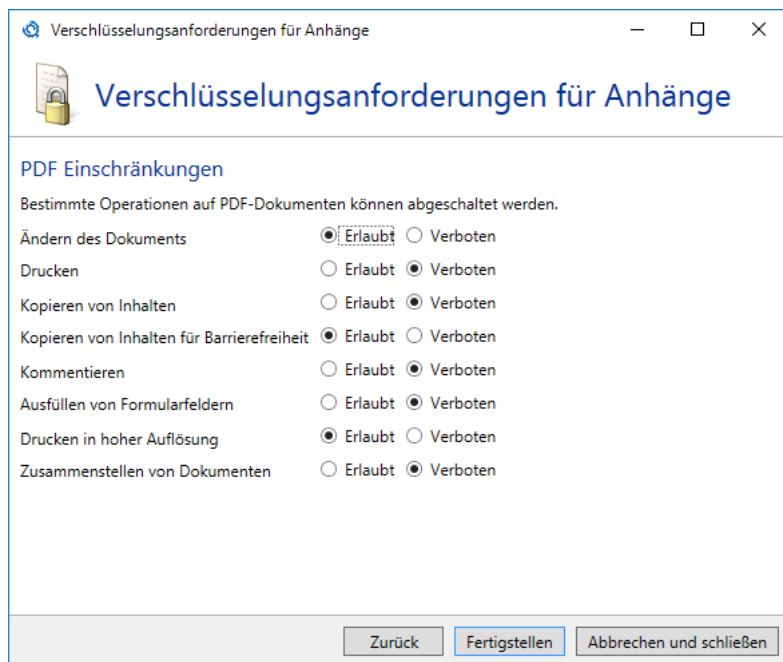 Verschlüsselungsanforderungen für Anhänge
Verschlüsselungsanforderungen für Anhänge
PDF Einschränkungen
Bestimmte Operationen auf PDF-Dokumenten können abgeschaltet werden.
Ändern des Dokuments Erlaubt Verboten
Drucken Erlaubt Verboten
Kopieren von Inhalten Erlaubt Verboten
Kopieren von Inhalten für Barrierefreiheit Erlaubt Verboten
Kommentieren Erlaubt Verboten
Ausfüllen von Formularfeldern Erlaubt Verboten
Drucken in hoher Auflösung Erlaubt Verboten
Zusammenstellen von Dokumenten Erlaubt Verboten
Zurück Fertigstellen Abbrechen und schließen